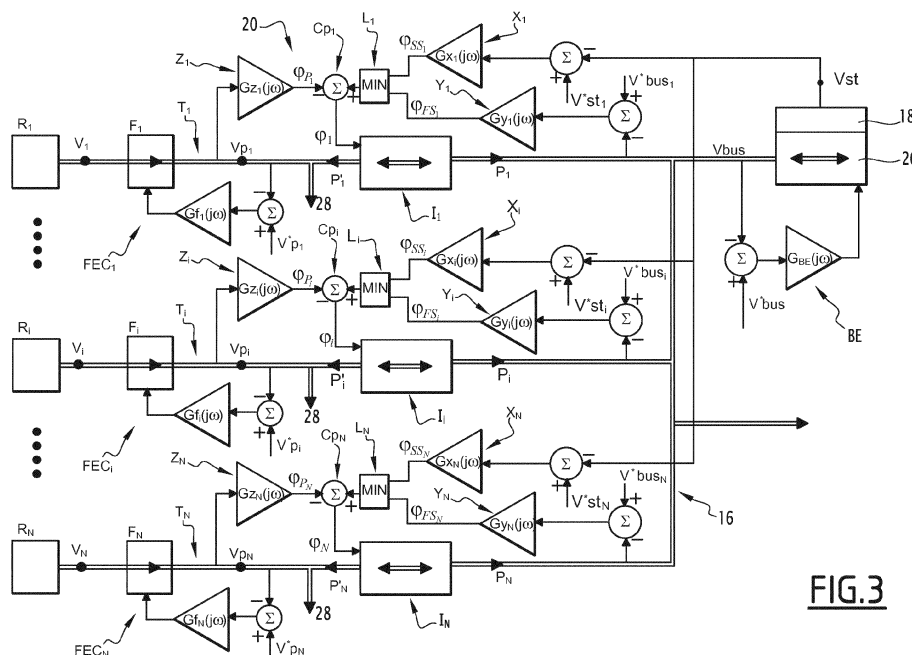 20 Cp₁ L₁ X₁
Z₁ φP₁ Σ MIN φSS₁ Gx₁(jω) Σ Vst
Gz₁(jω) Y₁ V*st₁ V*bus₁
R₁ V₁ F₁ T₁ φFS₁ Gy₁(jω) Σ 18
Vp₁ φ₁ Vbus 26
P'₁ P₁
28 I₁
Gf₁(jω) Σ V*p₁
FEC₁
Cpᵢ Lᵢ Xᵢ
Zᵢ φPᵢ Σ MIN φSSᵢ Gxᵢ(jω) Σ
Gzᵢ(jω) Yᵢ V*stᵢ V*busᵢ
Σ GBE(jω)
V*bus BE
Rᵢ Vᵢ Fᵢ Tᵢ φFSᵢ Gyᵢ(jω) Σ
Vpᵢ φᵢ
P'ᵢ Pᵢ
28 Iᵢ
Gfᵢ(jω) Σ V*pᵢ
FECᵢ
CpN LN XN
ZN φPN Σ MIN φSSN GxN(jω) Σ
GzN(jω) YN V*stN V*busN
RN VN FN TN φFSN GyN(jω) Σ 16
VpN φN
P'N PN
28 IN
GfN(jω) Σ V*pN
FECN
FIG.3